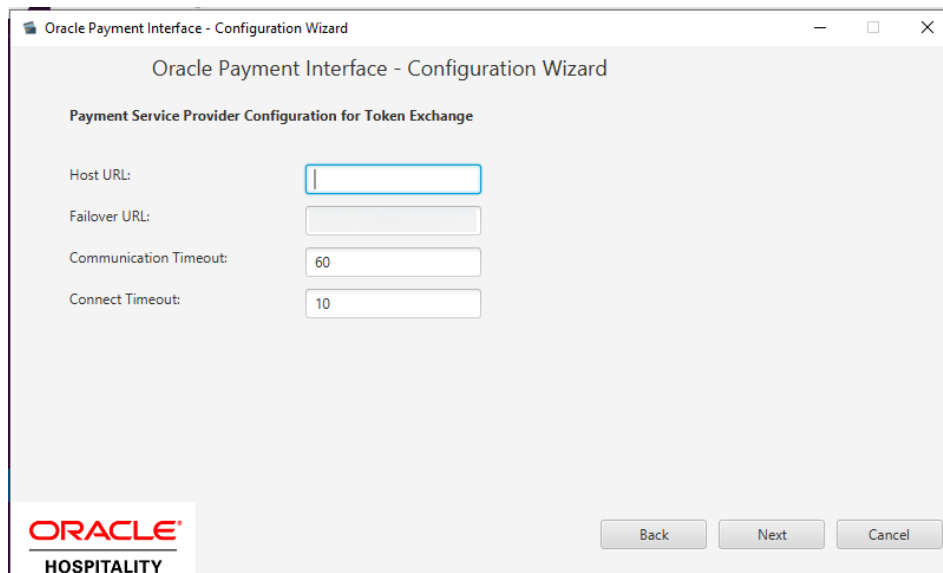 Oracle Payment Interface - Configuration Wizard
Oracle Payment Interface - Configuration Wizard
Payment Service Provider Configuration for Token Exchange
Host URL:
Failover URL:
Communication Timeout: 60
Connect Timeout: 10
ORACLE®
HOSPITALITY
Back Next Cancel